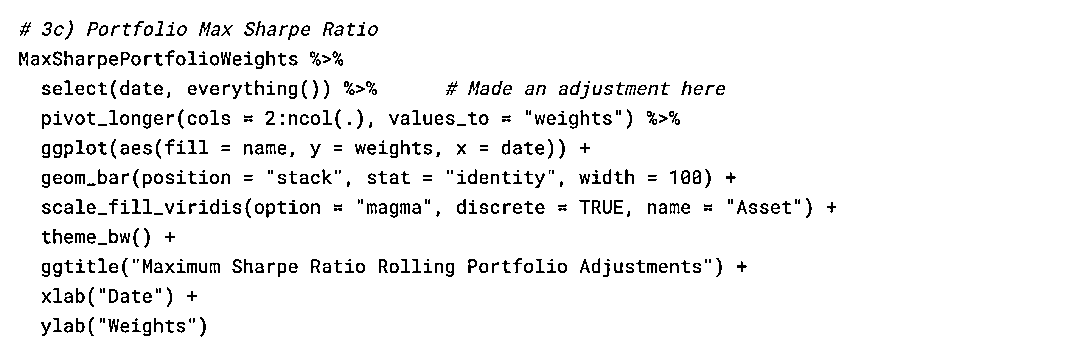 # 3c) Portfolio Max Sharpe Ratio
MaxSharpePortfolioWeights %>%
  select(date, everything()) %>%      # Made an adjustment here
  pivot_longer(cols = 2:ncol(.), values_to = "weights") %>%
  ggplot(aes(fill = name, y = weights, x = date)) +
  geom_bar(position = "stack", stat = "identity", width = 100) +
  scale_fill_viridis(option = "magma", discrete = TRUE, name = "Asset") +
  theme_bw() +
  ggtitle("Maximum Sharpe Ratio Rolling Portfolio Adjustments") +
  xlab("Date") +
  ylab("Weights")